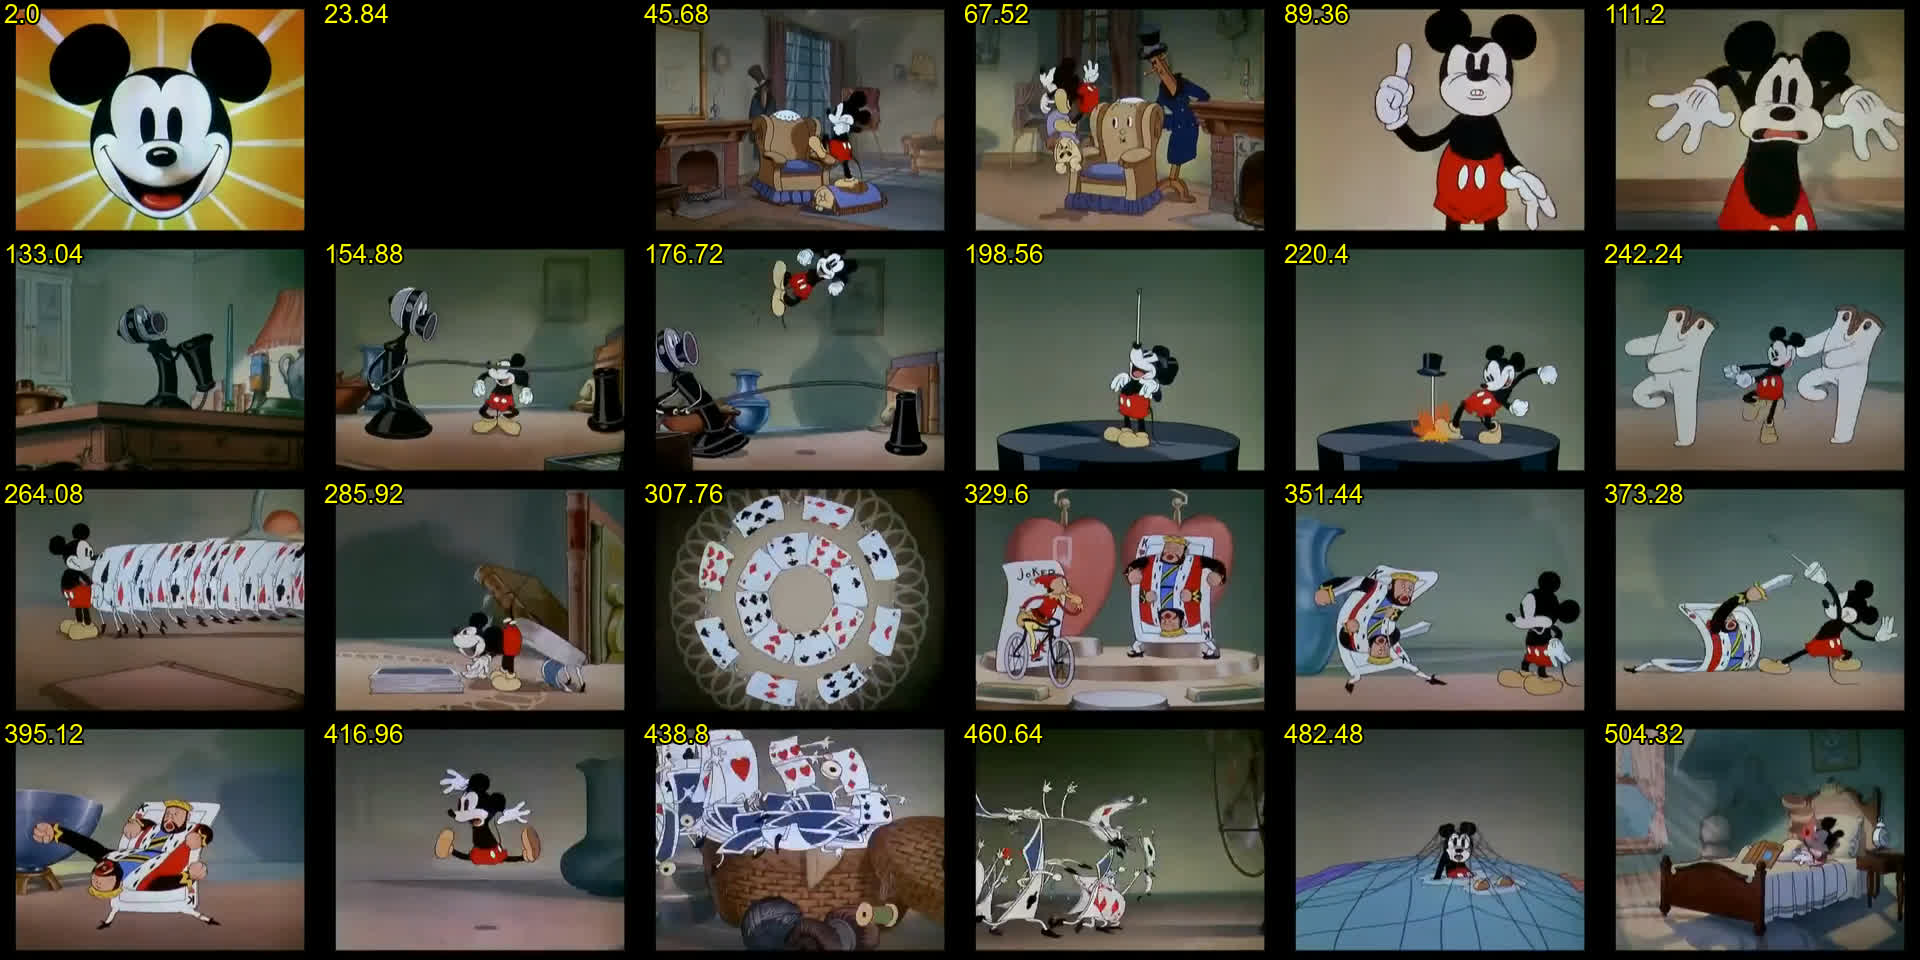 2.0 23.84 45.68 67.52 89.36 111.2
133.04 154.88 176.72 198.56 220.4 242.24
264.08 285.92 307.76 329.6 351.44 373.28
JOKER
K
K
395.12 416.96 438.8 460.64 482.48 504.32
K